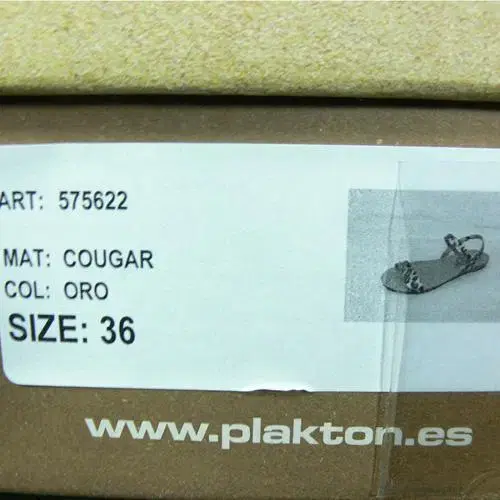 ART: 575622
MAT: COUGAR
COL: ORO
SIZE: 36
www.plakton.es